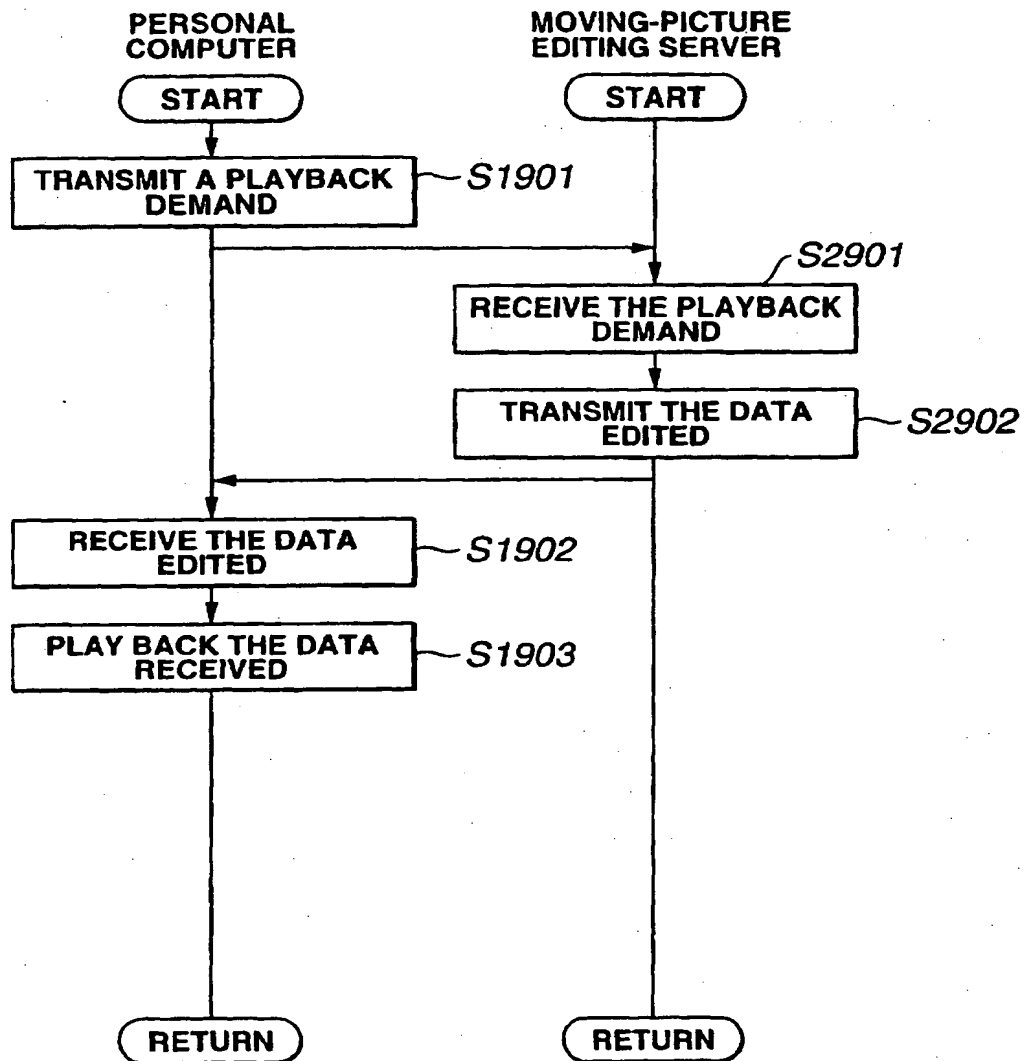 PERSONAL
COMPUTER
MOVING-PICTURE
EDITING SERVER
START
START
TRANSMIT A PLAYBACK
DEMAND
S1901
S2901
RECEIVE THE PLAYBACK
DEMAND
TRANSMIT THE DATA
EDITED
S2902
RECEIVE THE DATA
EDITED
S1902
PLAY BACK THE DATA
RECEIVED
S1903
RETURN
RETURN